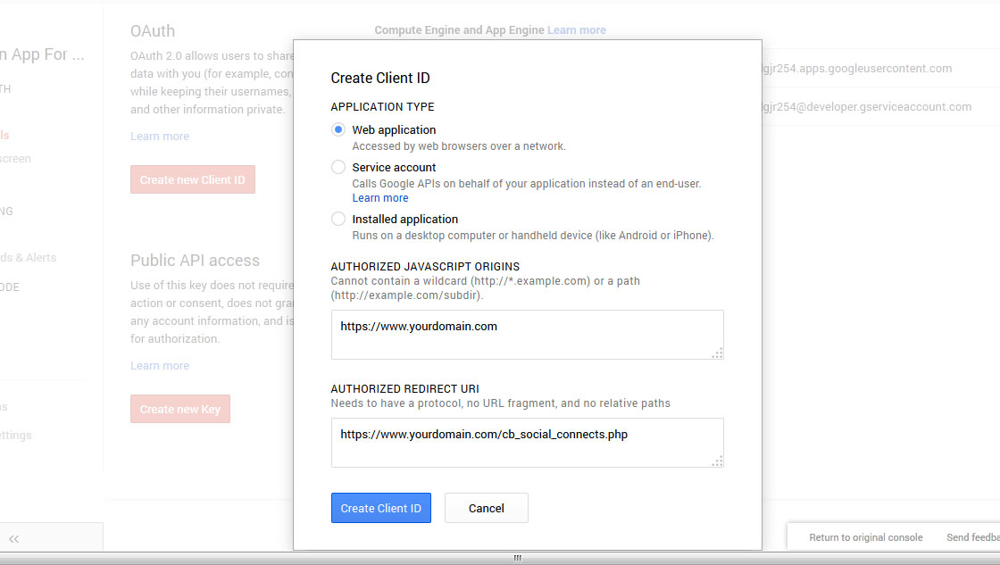 n App For ...
TH
ls
screen
NG
ds & Alerts
ODE
ns
ettings
OAuth
OAuth 2.0 allows users to share
data with you (for example, con
while keeping their usernames,
and other information private.
Learn more
Create new Client ID
Public API access
Use of this key does not require
action or consent, does not gra
any account information, and is
for authorization.
Learn more
Create new Key
Compute Engine and App Engine Learn more
gjr254.apps.googleusercontent.com
gjr254@developer.gserviceaccount.com
Create Client ID
APPLICATION TYPE
Web application
Accessed by web browsers over a network.
Service account
Calls Google APIs on behalf of your application instead of an end-user.
Learn more
Installed application
Runs on a desktop computer or handheld device (like Android or iPhone).
AUTHORIZED JAVASCRIPT ORIGINS
Cannot contain a wildcard (http://*.example.com) or a path
(http://example.com/subdir).
https://www.yourdomain.com
AUTHORIZED REDIRECT URI
Needs to have a protocol, no URL fragment, and no relative paths
https://www.yourdomain.com/cb_social_connects.php
Create Client ID
Cancel
Return to original console
Send feedba